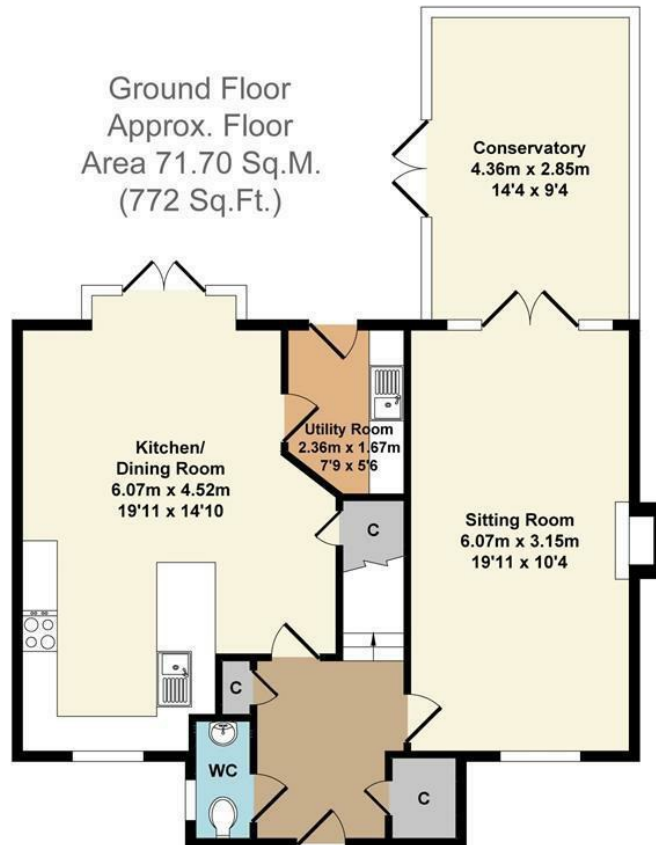 Ground Floor
Approx. Floor
Area 71.70 Sq.M.
(772 Sq.Ft.)
Conservatory
4.36m x 2.85m
14'4 x 9'4
Kitchen/
Dining Room
6.07m x 4.52m
19'11 x 14'10
Utility Room
2.36m x 1.67m
7'9 x 5'6
C
Sitting Room
6.07m x 3.15m
19'11 x 10'4
C
WC
C